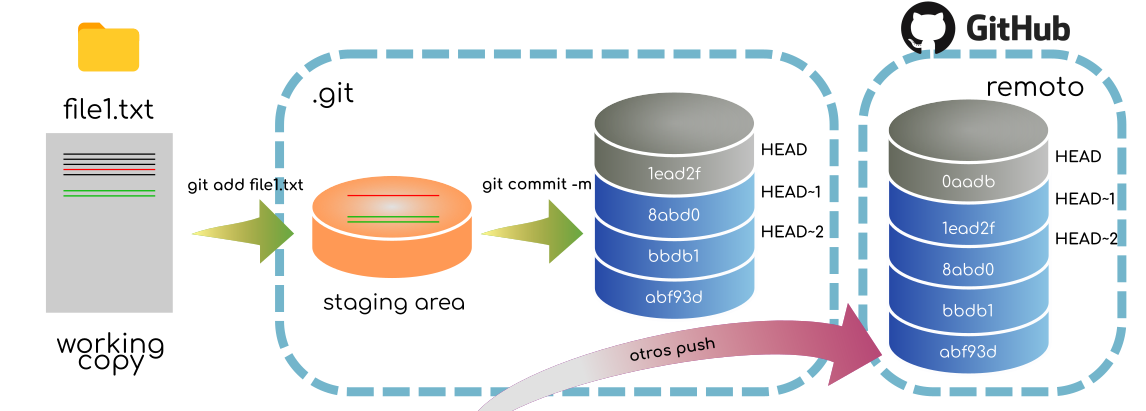 GitHub
file1.txt
.git
remoto
HEAD
HEAD
1ead2f
0aadb
git add file1.txt
git commit -m
HEAD~1
HEAD~1
8abd0
1ead2f
HEAD~2
HEAD~2
bbdb1
8abd0
staging area
abf93d
bbdb1
working
copy
otros push
abf93d